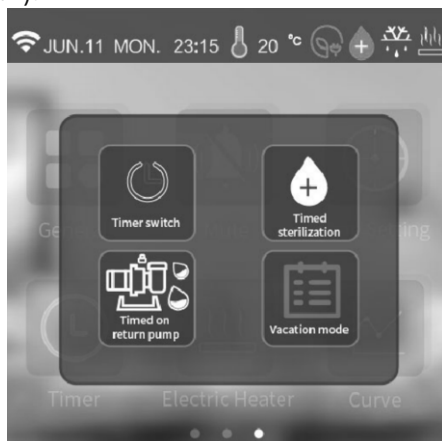 JUN.11 MON. 23:15 20 °C
Timer switch
Timed
sterilization
Timed on
return pump
Vacation mode
Timer
Electric Heater
Curve